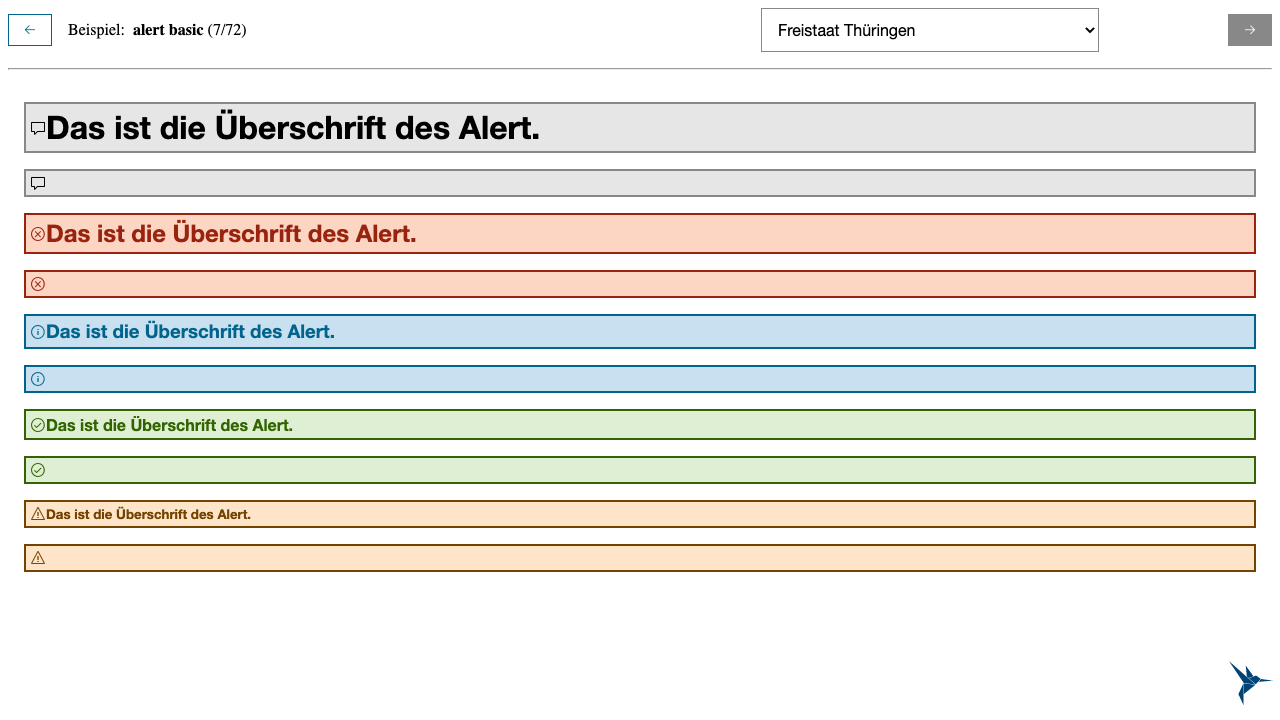 Beispiel: alert basic (7/72)
Freistaat Thüringen
Das ist die Überschrift des Alert.
Das ist die Überschrift des Alert.
Das ist die Überschrift des Alert.
Das ist die Überschrift des Alert.
Das ist die Überschrift des Alert.